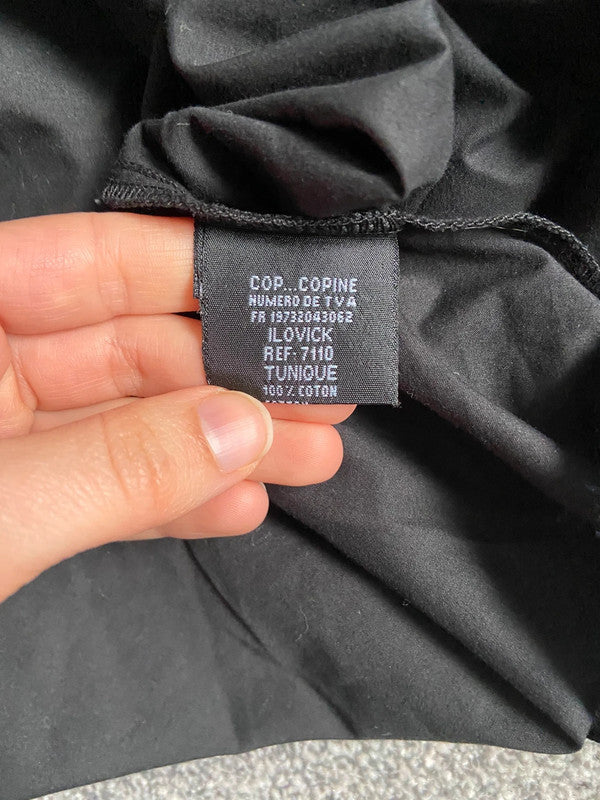 COP...COPINE
NUMERO DE TVA
FR 19732043062
ILOVICK
REF: 7110
TUNIQUE
100% COTON